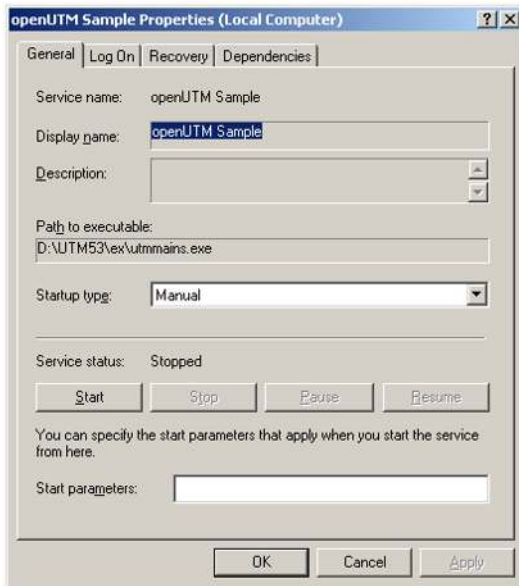 openUTM Sample Properties (Local Computer)
General Log On Recovery Dependencies
Service name: openUTM Sample
Display name: openUTM Sample
Description:
Path to executable:
D:\UTM53\ex\utmmains.exe
Startup type: Manual
Service status: Stopped
Start Stop Pause Resume
You can specify the start parameters that apply when you start the service
from here.
Start parameters:
OK Cancel Apply